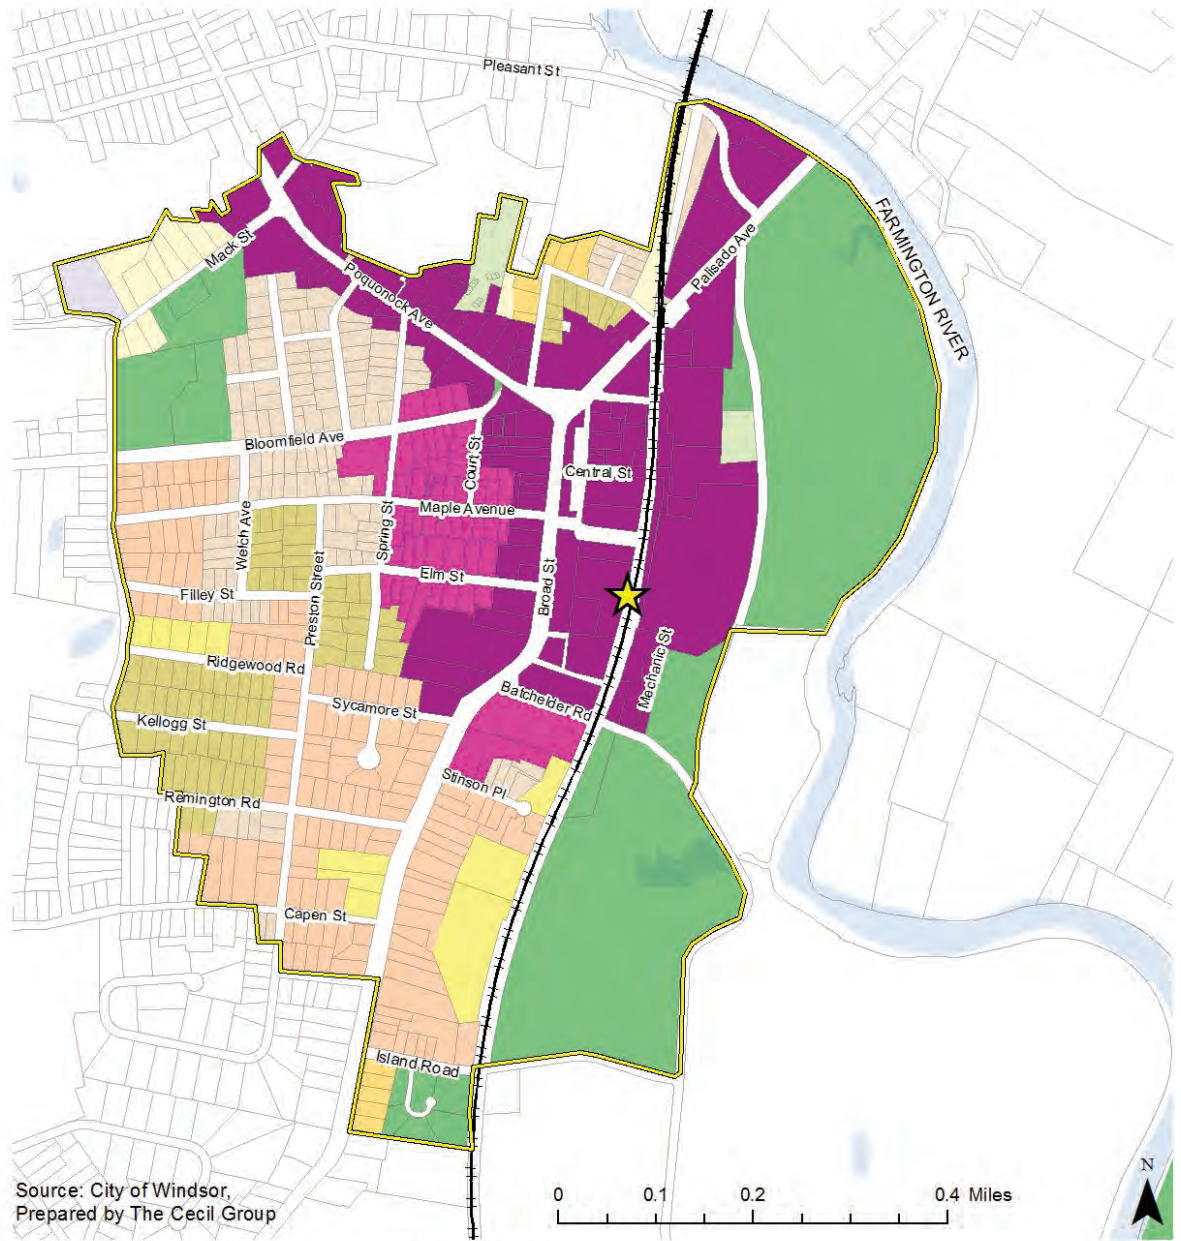 Pleasant St
FARMINGTON RIVER
Mack St
Palisado Ave
Poquonock Ave
Bloomfield Ave
Court St
Central St
Maple Avenue
Welch Ave
Spring St
Preston Street
Elm St
Broad St
Filley St
Ridgewood Rd
Mechanic St
Batchelder Rd
Sycamore St
Kellogg St
Stinson Pl
Remington Rd
Capen St
Island Road
Source: City of Windsor,
Prepared by The Cecil Group
0 0.1 0.2 0.4 Miles
N